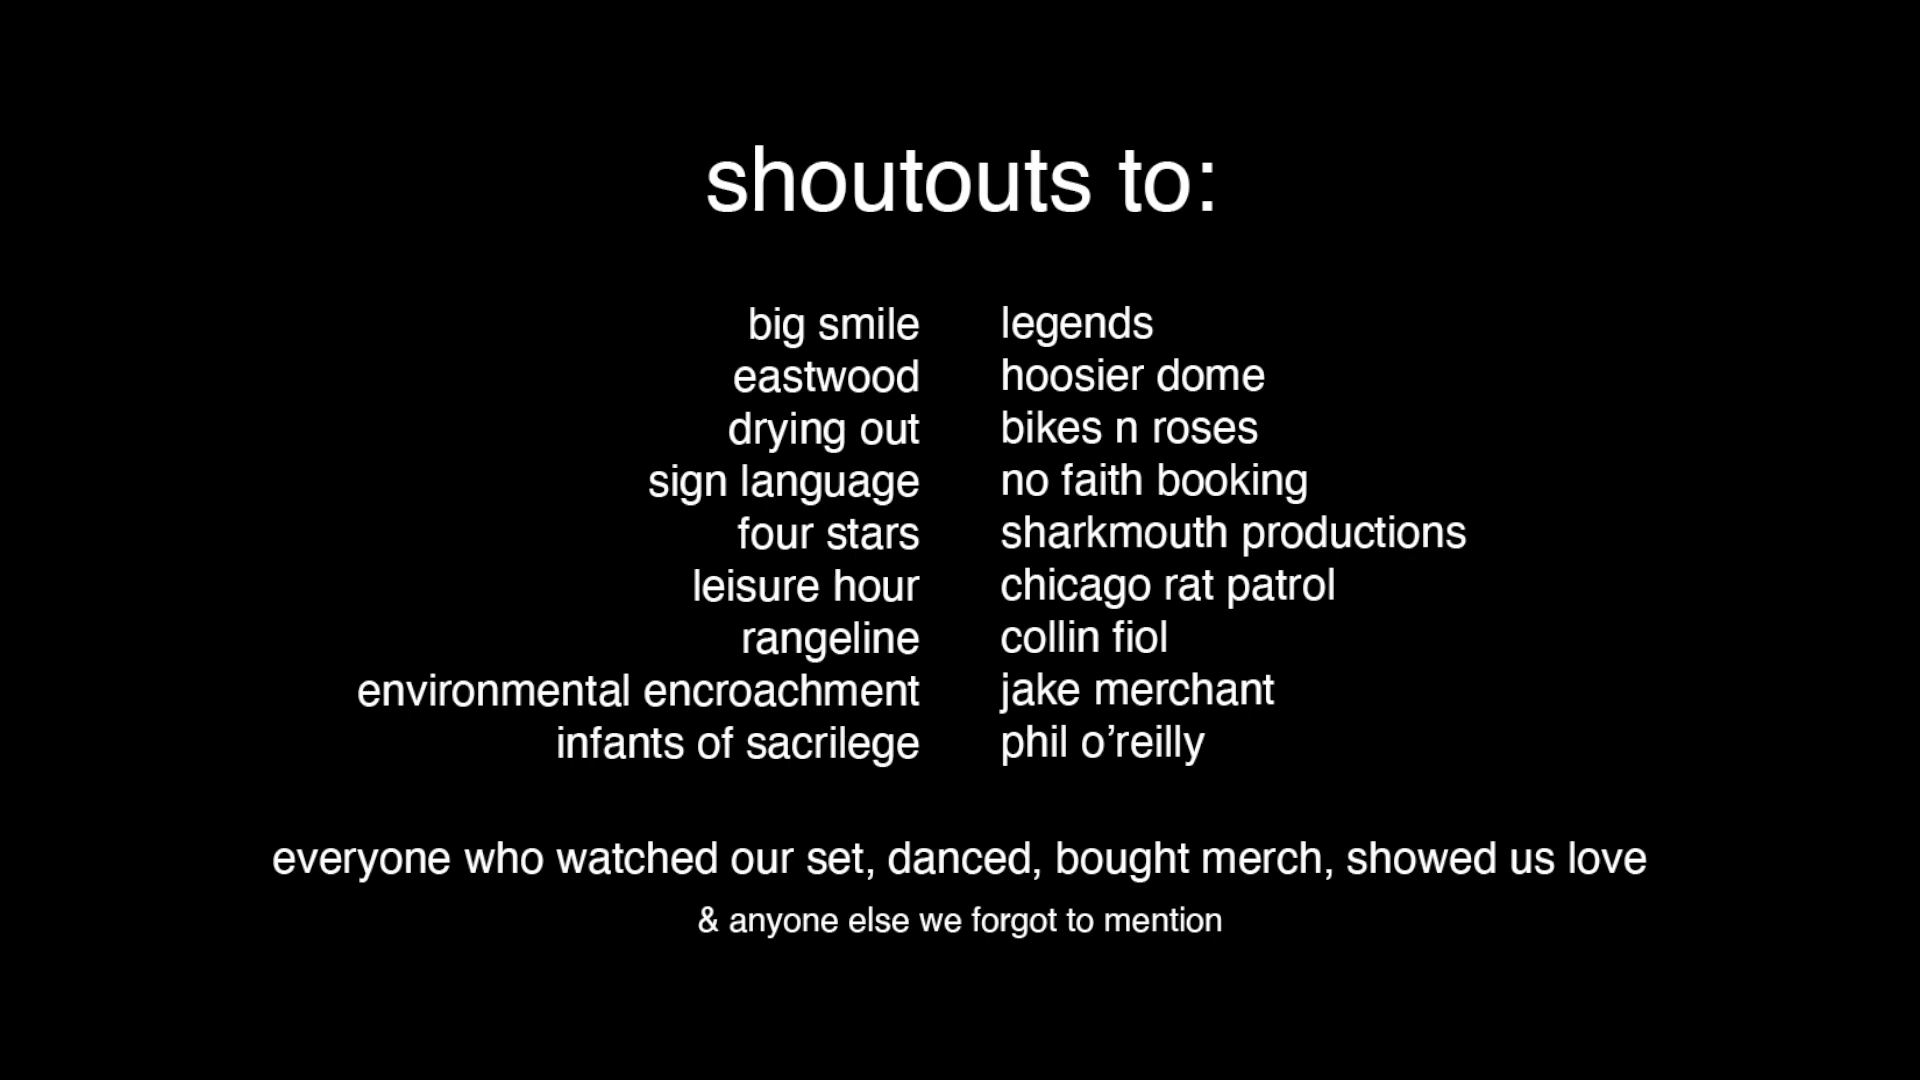 shoutouts to:
big smile
eastwood
drying out
sign language
four stars
leisure hour
rangeline
environmental encroachment
infants of sacrilege
legends
hoosier dome
bikes n roses
no faith booking
sharkmouth productions
chicago rat patrol
collin fiol
jake merchant
phil o’reilly
everyone who watched our set, danced, bought merch, showed us love
& anyone else we forgot to mention